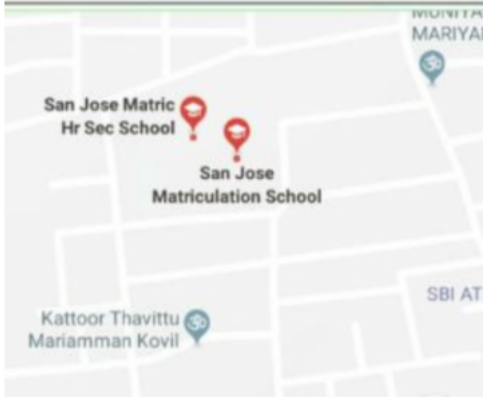 MARIYA
San Jose Matric
Hr Sec School
San Jose
Matriculation School
SBI AT
Kattoor Thavittu
Mariamman Kovil